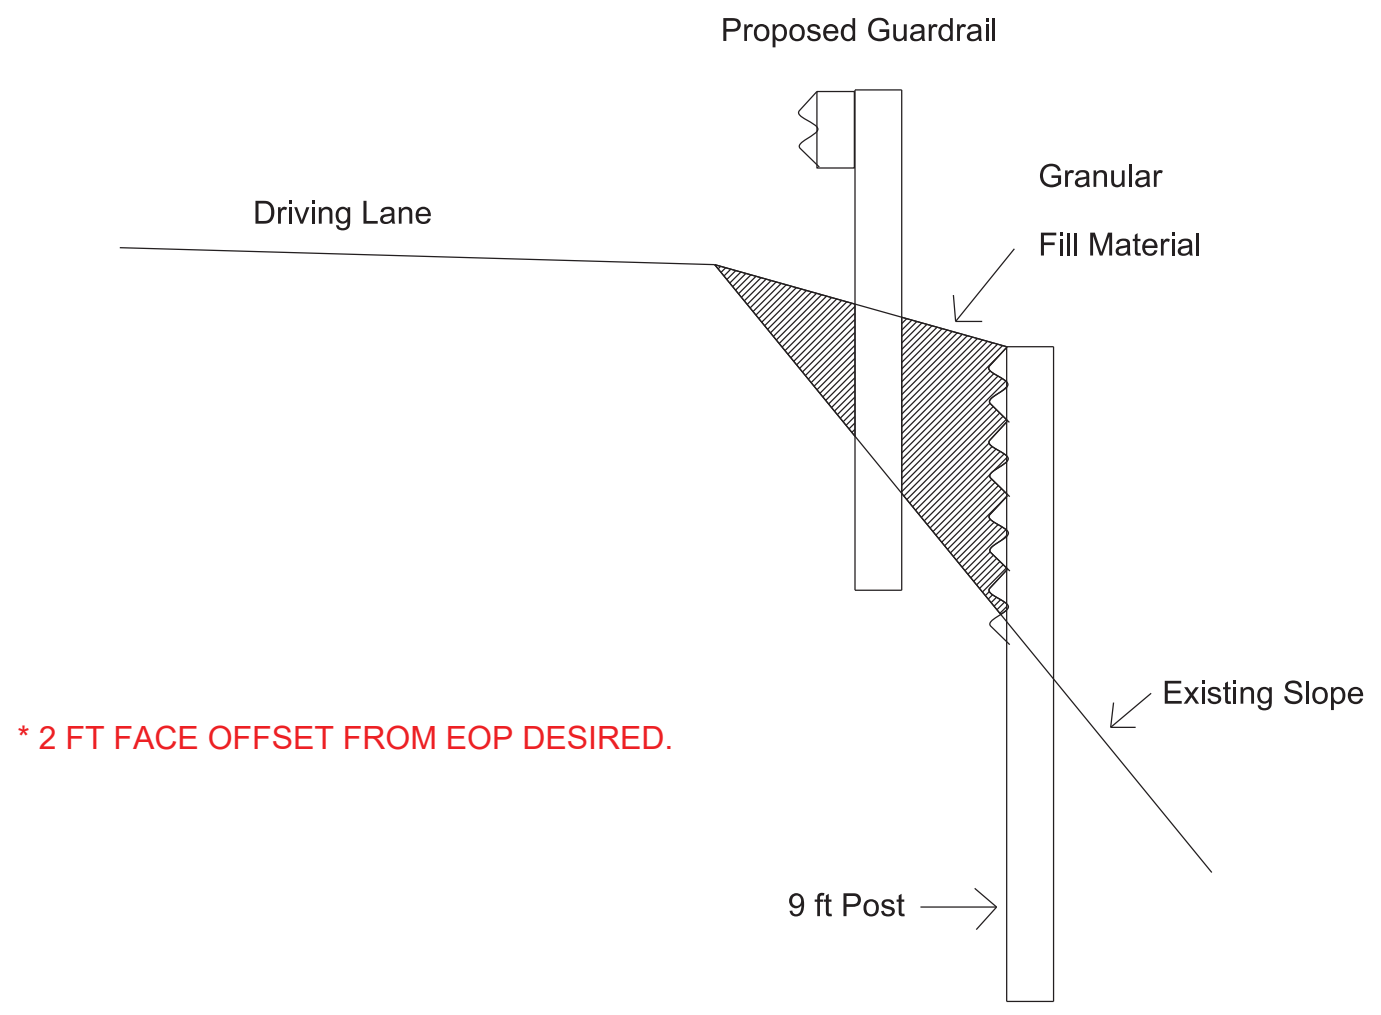 Proposed Guardrail
Granular
Driving Lane
Fill Material
Existing Slope
* 2 FT FACE OFFSET FROM EOP DESIRED.
9 ft Post